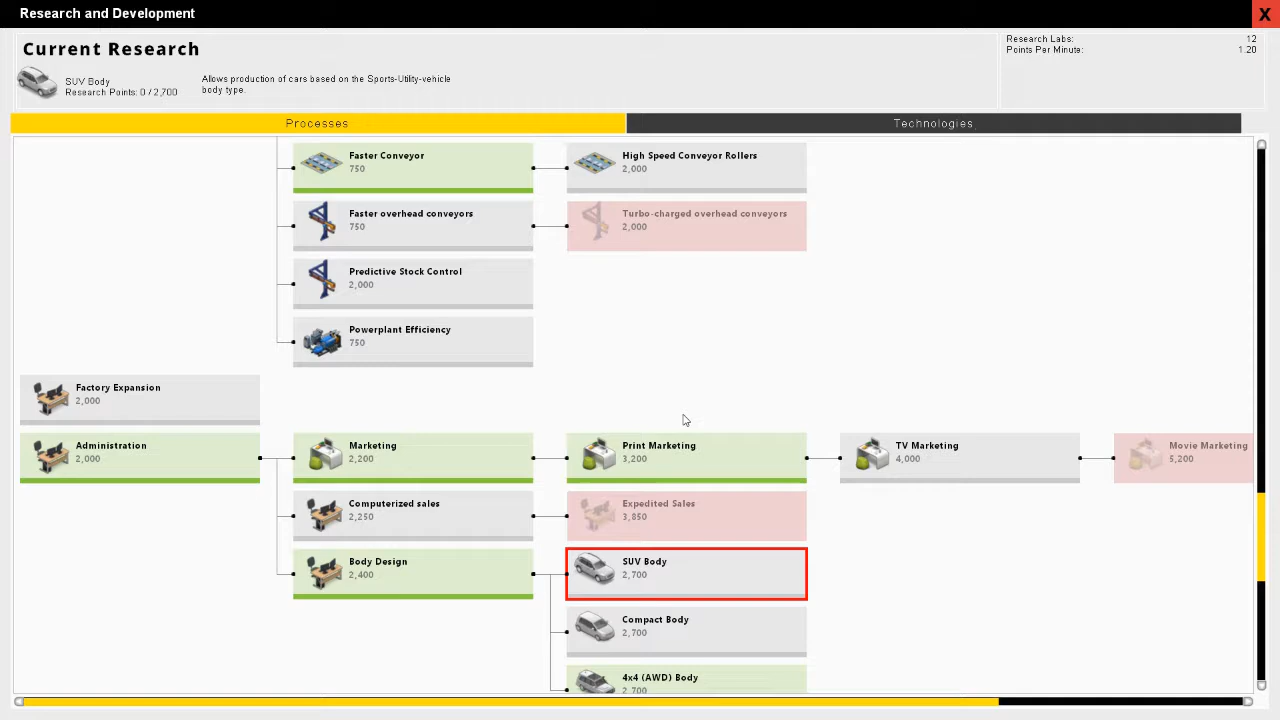 Research and Development
X
Current Research
SUV Body
Research Points: 0 / 2,700
Allows production of cars based on the Sports-Utility-vehicle
body type.
Research Labs: 12
Points Per Minute: 1.20
Processes
Technologies
Faster Conveyor
750
High Speed Conveyor Rollers
2,000
Faster overhead conveyors
750
Turbo-charged overhead conveyors
2,000
Predictive Stock Control
2,000
Powerplant Efficiency
750
Factory Expansion
2,000
Administration
2,000
Marketing
2,200
Print Marketing
3,200
TV Marketing
4,000
Movie Marketing
5,200
Computerized sales
2,250
Expedited Sales
3,850
Body Design
2,400
SUV Body
2,700
Compact Body
2,700
4x4 (AWD) Body
2,700